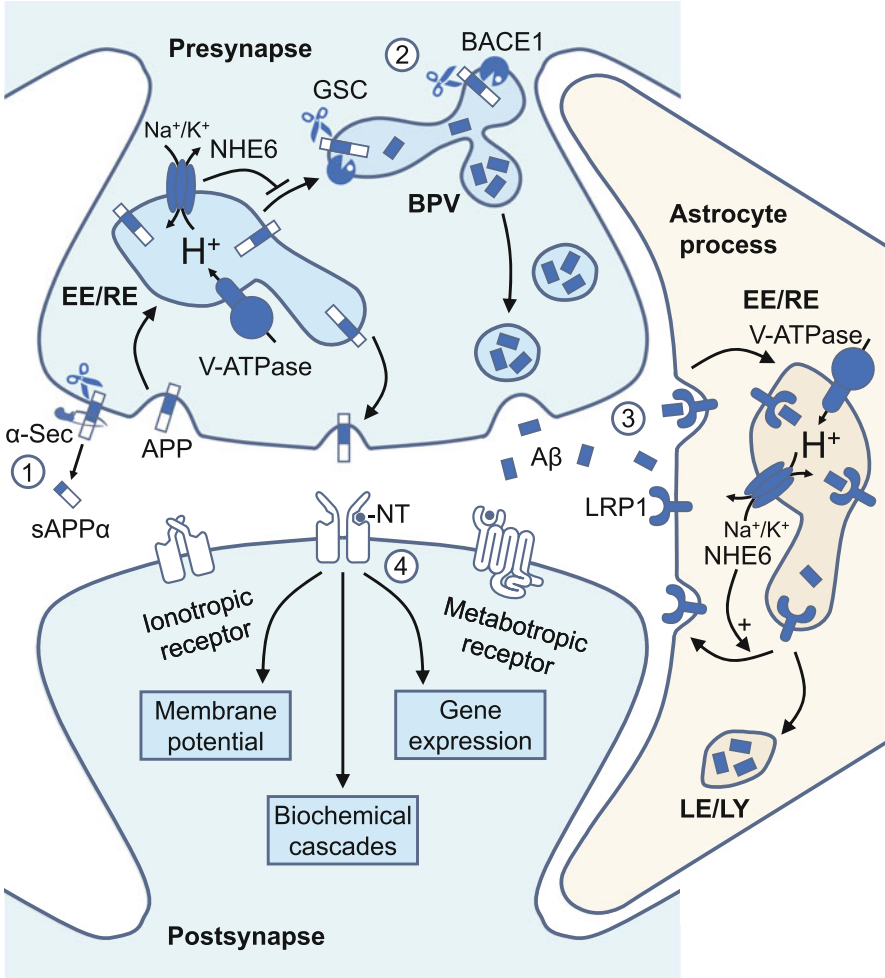 Presynapse
2
BACE1
GSC
Na⁺/K⁺
NHE6
BPV
H⁺
EE/RE
V-ATPase
α-Sec
APP
1
sAPPα
Aβ
3
Astrocyte
process
EE/RE
V-ATPase
H⁺
LRP1
Na⁺/K⁺
NHE6
+
LE/LY
-NT
4
Ionotropic
receptor
Metabotropic
receptor
Membrane
potential
Gene
expression
Biochemical
cascades
Postsynapse